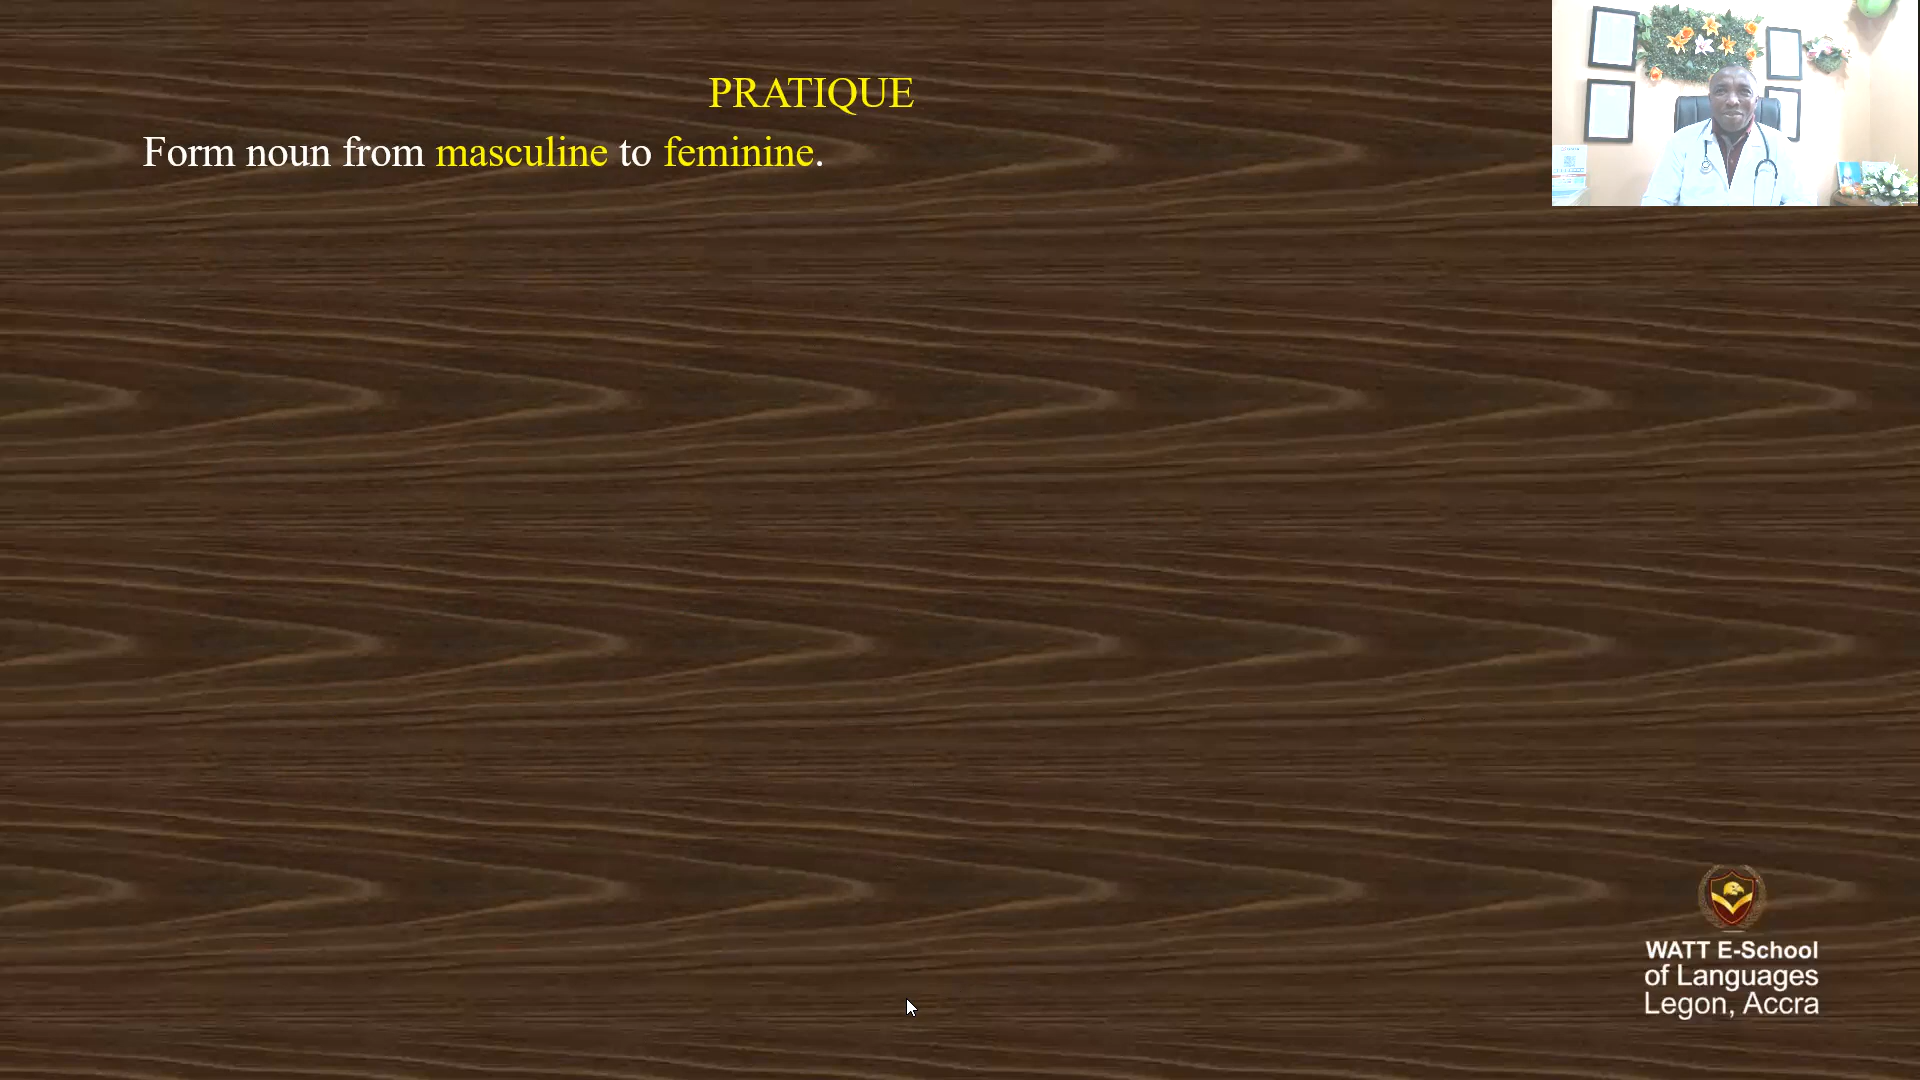 PRATIQUE
Form noun from masculine to feminine.
WATT E-School
of Languages
Legon, Accra